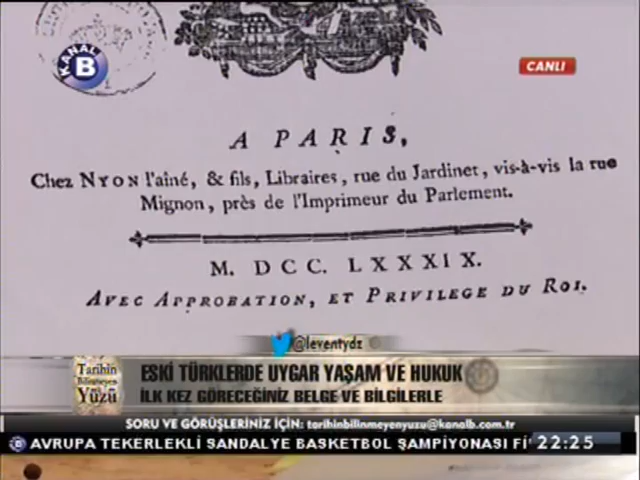 KANAL B
CANLI
A PARIS,
Chez NYON l'aîné, & fils, Libraires, rue du Jardinet, vis-à-vis la rue
Mignon, près de l'Imprimeur du Parlement.
M. DCC. LXXXIX.
AVEC APPROBATION, ET PRIVILEGE DU ROI.
@leventydz
Tarihin
Bilinmeyen
Yüzü
ESKİ TÜRKLERDE UYGAR YAŞAM VE HUKUK
İLK KEZ GÖRECEĞİNİZ BELGE VE BİLGİLERLE
SORU VE GÖRÜŞLERİNİZ İÇİN: tarihinbilinmeyenyuzu@kanalb.com.tr
B AVRUPA TEKERLEKLİ SANDALYE BASKETBOL ŞAMPİYONASI Fİ 22:25